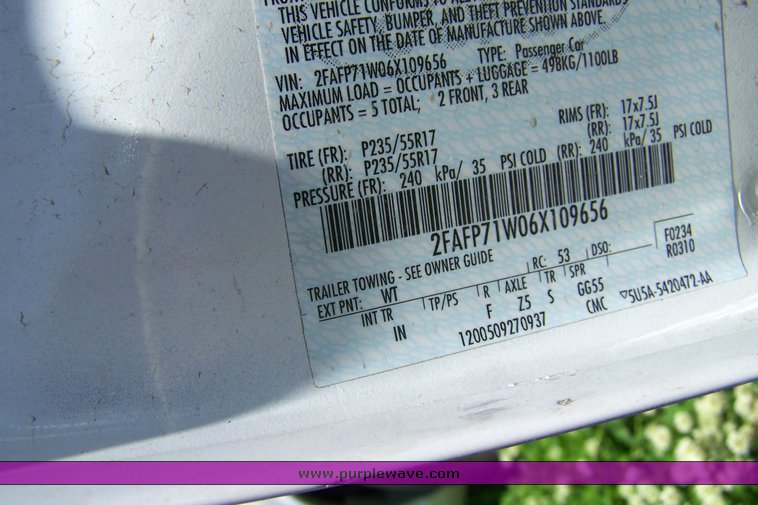 THIS VEHICLE CONFORMS TO
VEHICLE SAFETY, BUMPER, AND THEFT PREVENTION STANDARDS
IN EFFECT ON THE DATE OF MANUFACTURE SHOWN ABOVE.
VIN: 2FAFP71W06X109656 TYPE: Passenger Car
MAXIMUM LOAD = OCCUPANTS + LUGGAGE = 498KG/1100LB
OCCUPANTS = 5 TOTAL; 2 FRONT, 3 REAR
TIRE (FR): P235/55R17 RIMS (FR): 17x7.5J
(RR): P235/55R17 (RR): 17x7.5J
PRESSURE (FR): 240 kPa/ 35 PSI COLD (RR): 240 kPa/ 35 PSI COLD
2FAFP71W06X109656
TRAILER TOWING - SEE OWNER GUIDE
EXT PNT: WT RC: 53 DSO: F0234
R0310
INT TR TP/PS R AXLE TR SPR
IN F Z5 S GG55
1200509270937 CMC ▽5U5A-5420472-AA
www.purplewave.com